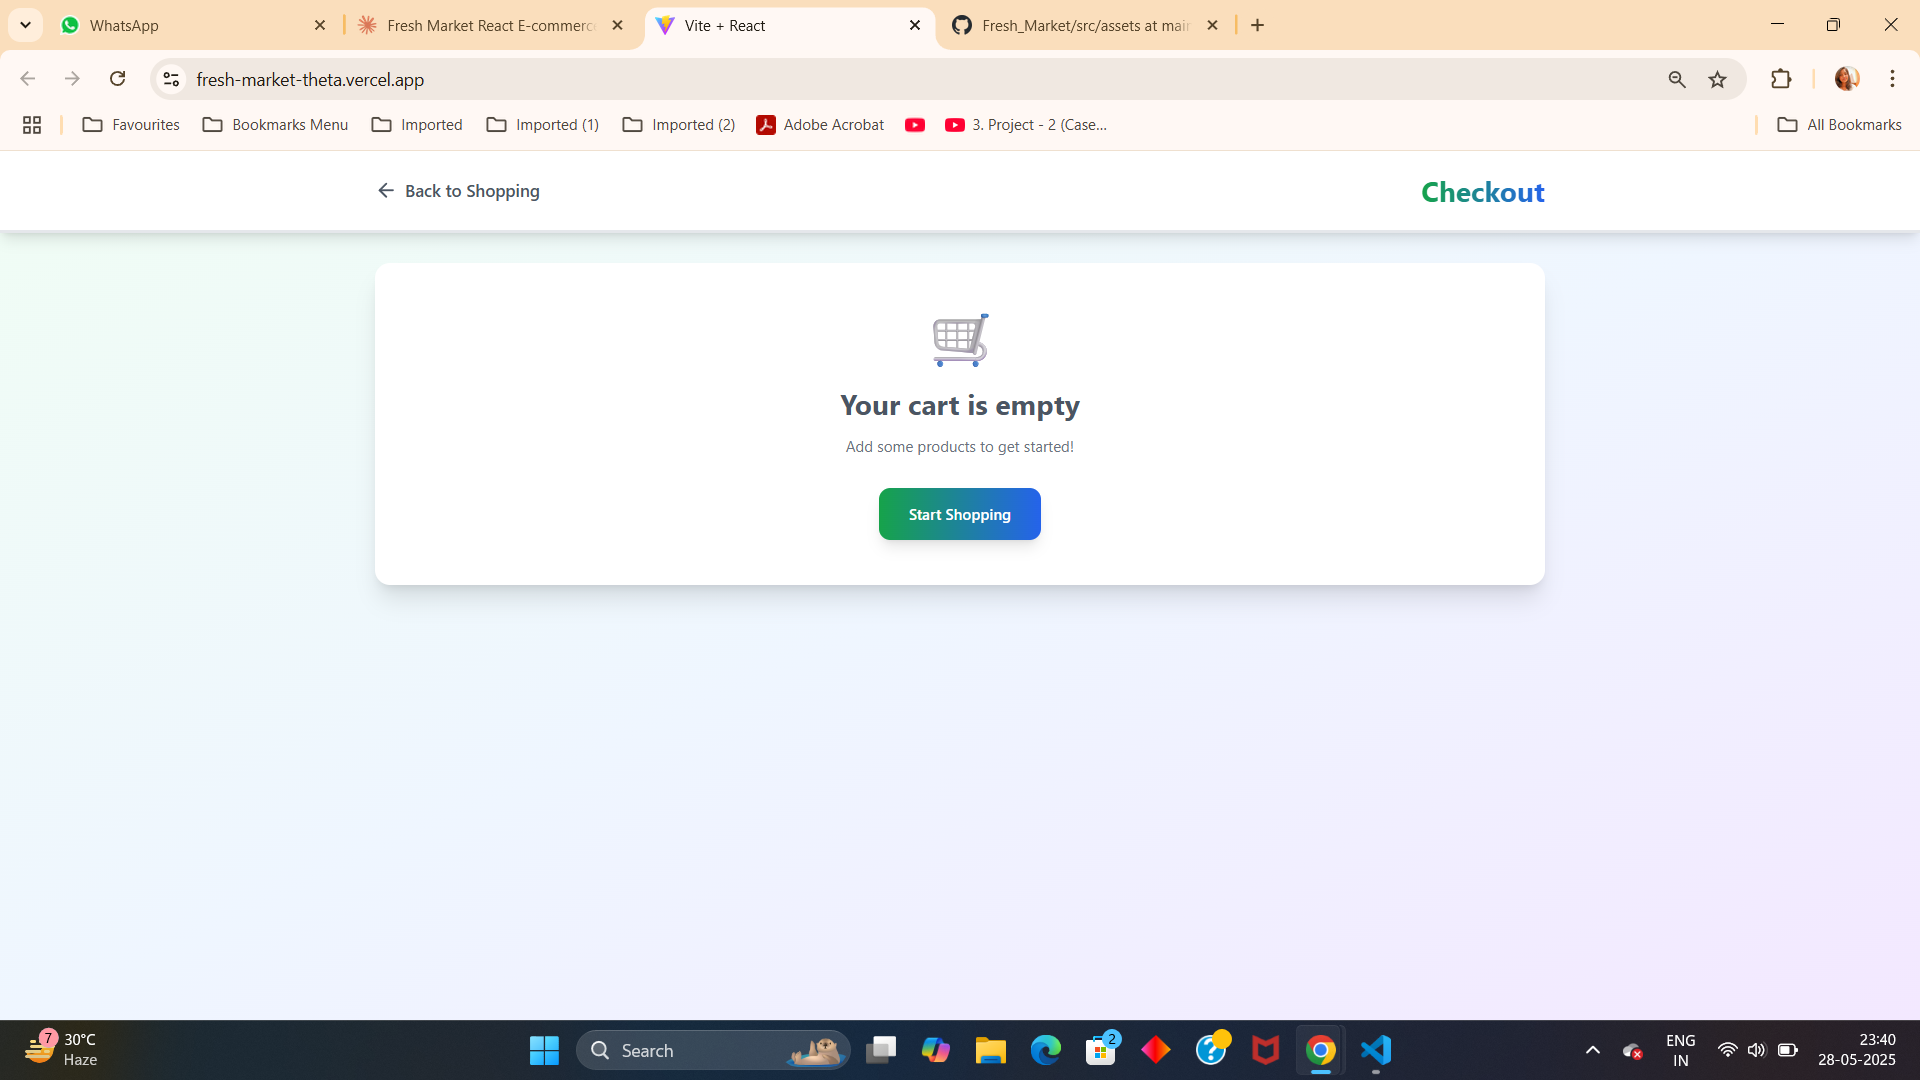 WhatsApp
Fresh Market React E-commerc
Vite + React
Fresh_Market/src/assets at main
fresh-market-theta.vercel.app
Favourites
Bookmarks Menu
Imported
Imported (1)
Imported (2)
Adobe Acrobat
3. Project - 2 (Case...
All Bookmarks
Back to Shopping
Checkout
Your cart is empty
Add some products to get started!
Start Shopping
7
30°C
Haze
Search
2
ENG
IN
23:40
28-05-2025